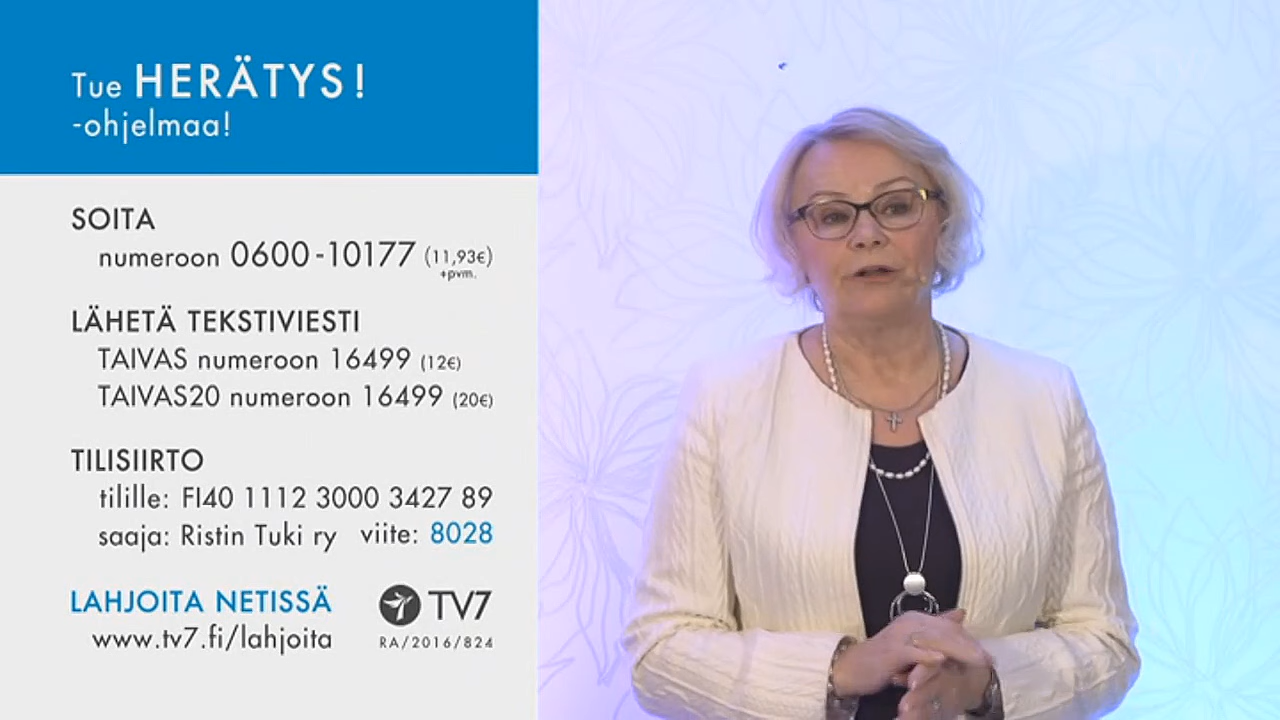 Tue HERÄTYS!
-ohjelmaa!
SOITA
numeroon 0600-10177 (11,93€)
+pvm.
LÄHETÄ TEKSTIVIESTI
TAIVAS numeroon 16499 (12€)
TAIVAS20 numeroon 16499 (20€)
TILISIIRTO
tilille: FI40 1112 3000 3427 89
saaja: Ristin Tuki ry viite: 8028
LAHJOITA NETISSÄ
www.tv7.fi/lahjoita
TV7
RA/2016/824
TV7